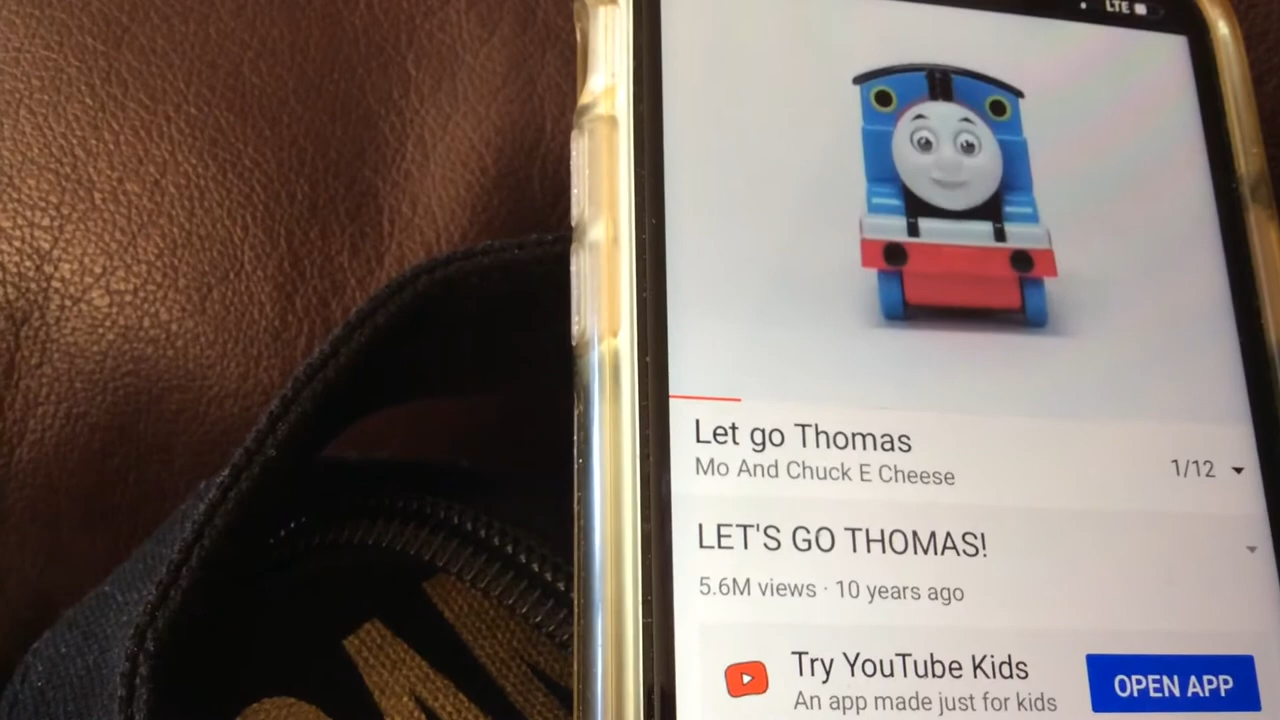 LTE
Let go Thomas
Mo And Chuck E Cheese
1/12
LET'S GO THOMAS!
5.6M views · 10 years ago
Try YouTube Kids
An app made just for kids
OPEN APP